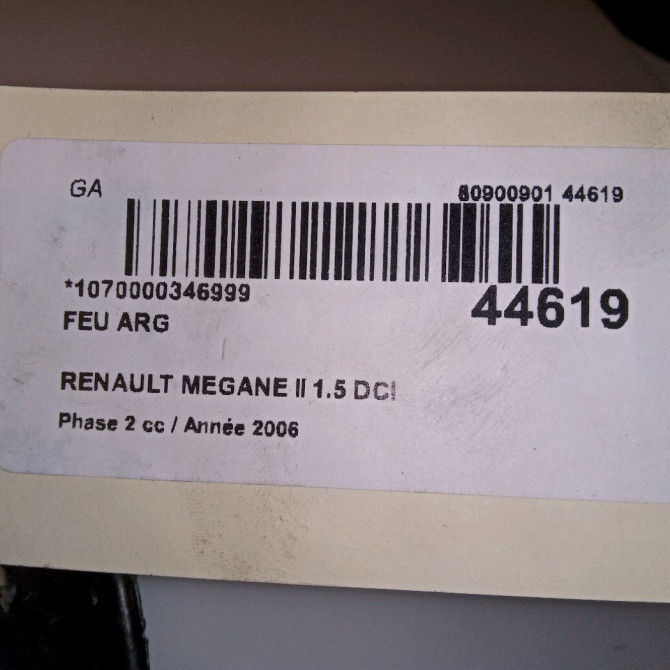 GA
80900901 44619
*1070000346999
44619
FEU ARG
RENAULT MEGANE II 1.5 DCI
Phase 2 cc / Année 2006